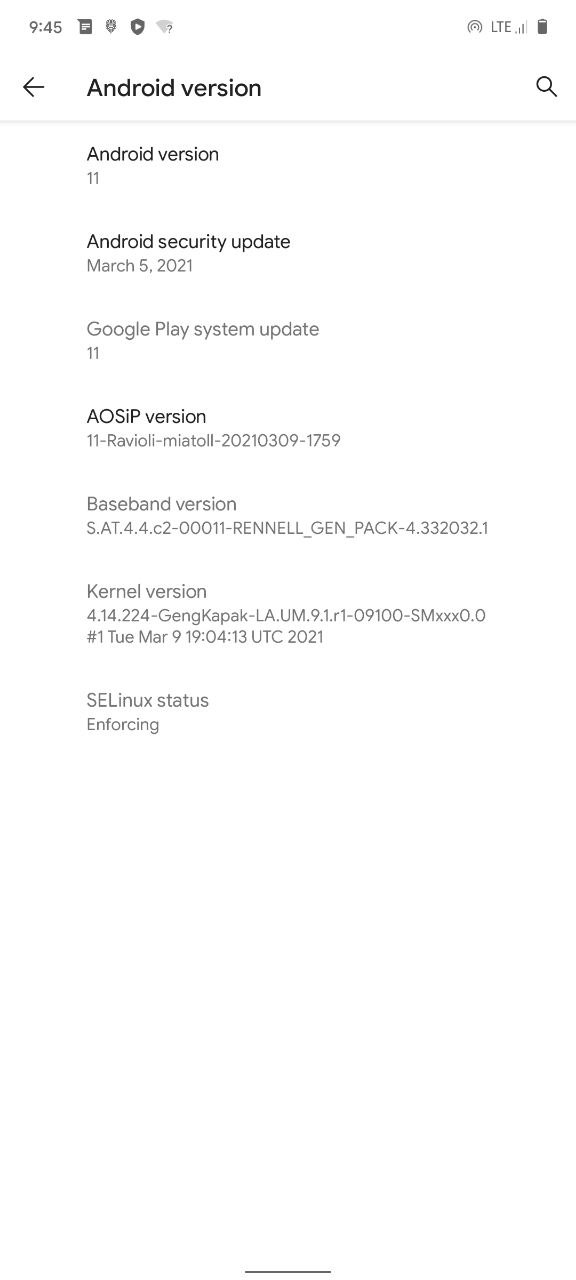 9:45 LTE
Android version
Android version
11
Android security update
March 5, 2021
Google Play system update
11
AOSiP version
11-Ravioli-miatoll-20210309-1759
Baseband version
S.AT.4.4.c2-00011-RENNELL_GEN_PACK-4.332032.1
Kernel version
4.14.224-GengKapak-LA.UM.9.1.r1-09100-SMxxx0.0
#1 Tue Mar 9 19:04:13 UTC 2021
SELinux status
Enforcing